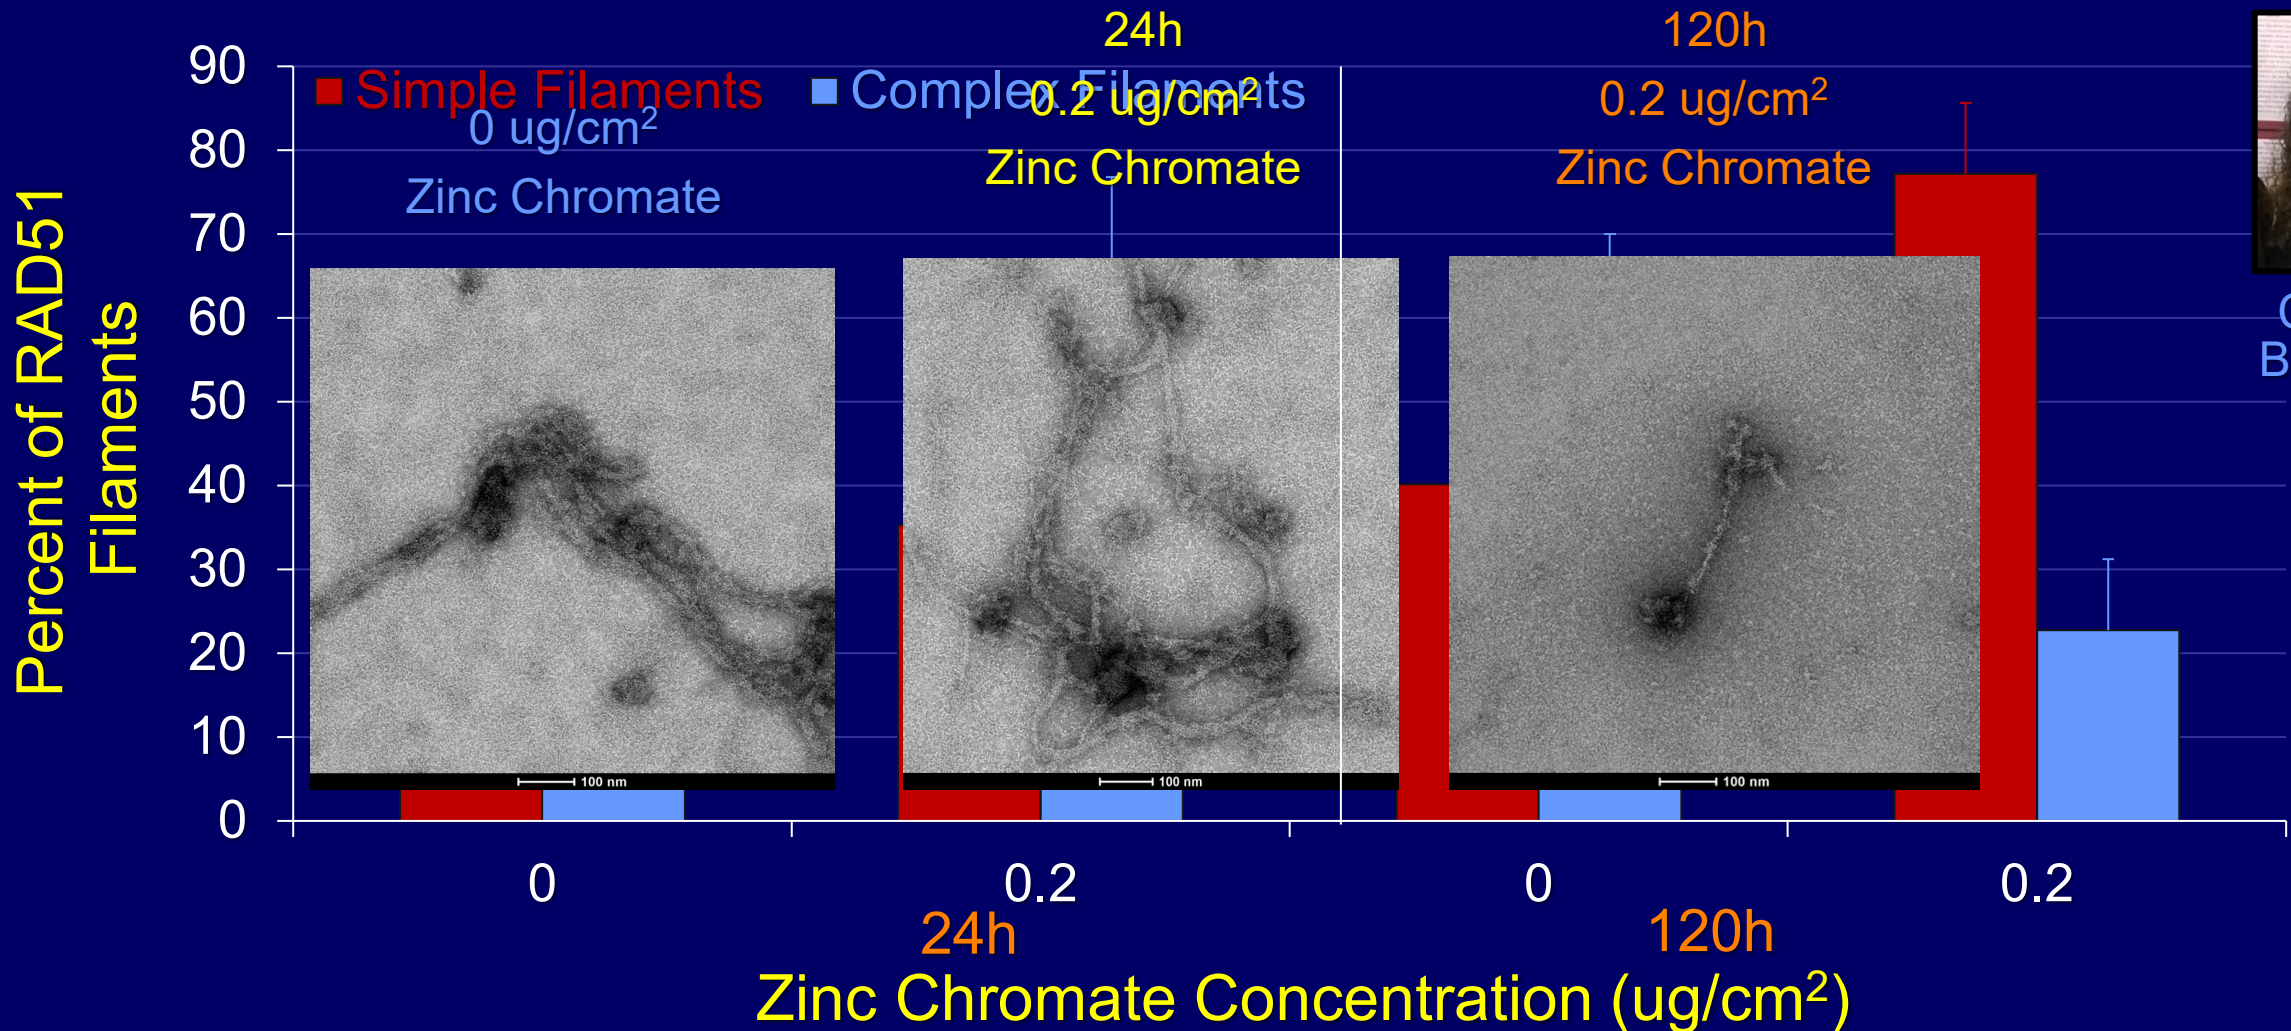 24h
120h
90
Simple Filaments
Complex Filaments
0 ug/cm²
0.2 ug/cm²
0.2 ug/cm²
Zinc Chromate
Zinc Chromate
Zinc Chromate
80
70
60
50
40
30
20
10
0
Percent of RAD51
Filaments
100 nm
100 nm
100 nm
0
0.2
0
0.2
24h
120h
Zinc Chromate Concentration (ug/cm²)